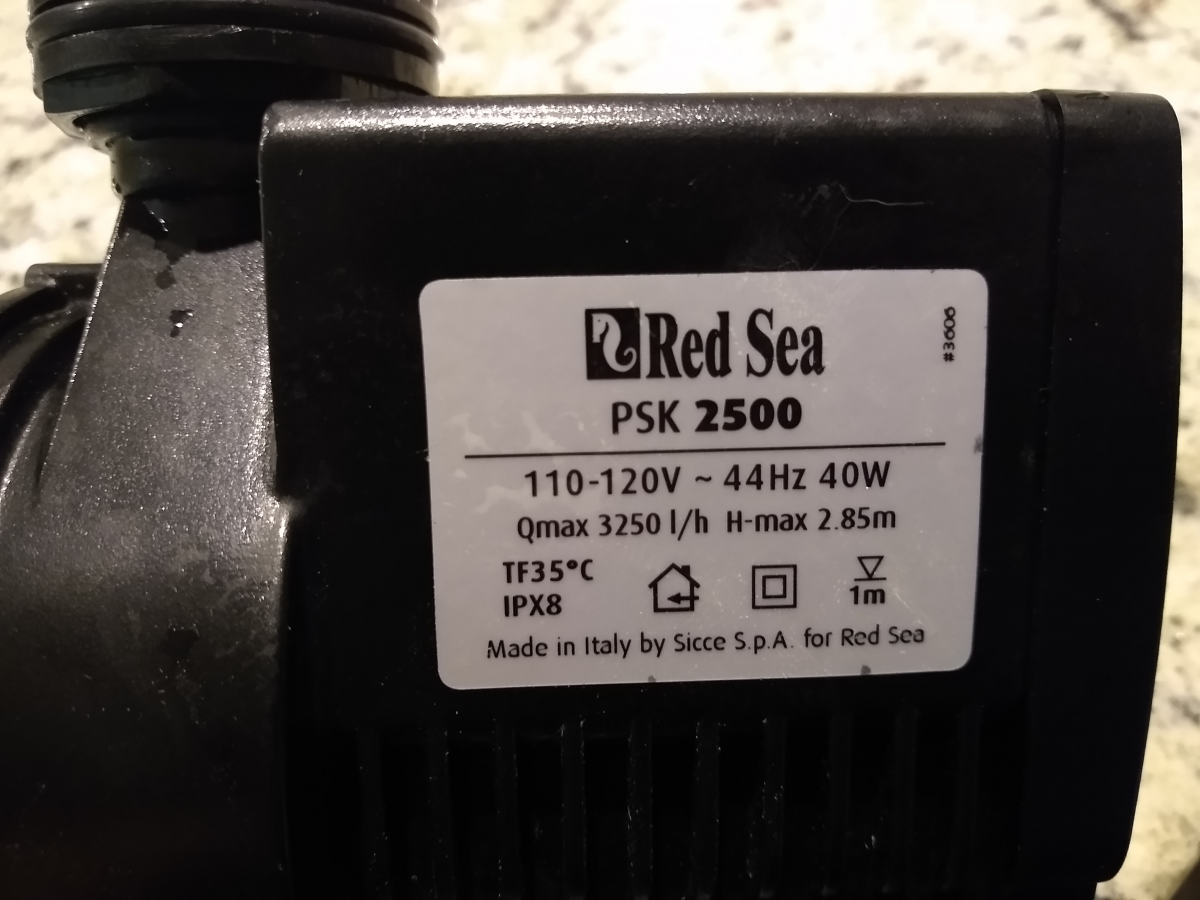 Red Sea
#3606
PSK 2500
110-120V ~ 44Hz 40W
Qmax 3250 l/h H-max 2.85m
TF35°C
IPX8
1m
Made in Italy by Sicce S.p.A. for Red Sea